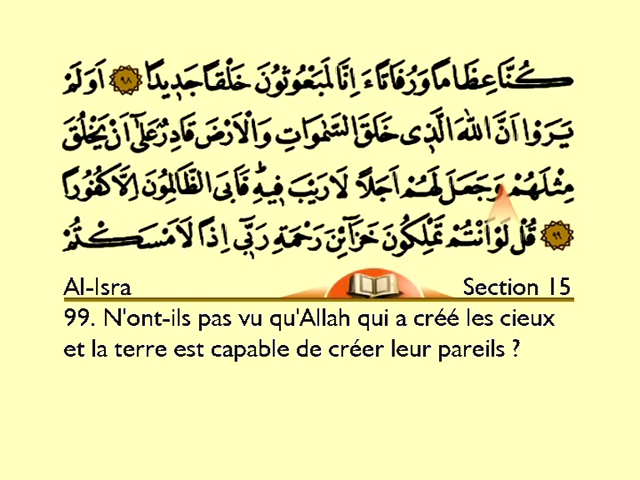 كُنَّا عِظَامًا وَرُفَاتًاءَ اِنَّا لَمَبْعُوثُونَ خَلْقًا جَدٖيدًا ﴿٩٨﴾ اَوَلَمْ
يَرَوْا اَنَّ اللّٰهَ الَّذٖى خَلَقَ السَّمٰوَاتِ وَالْاَرْضَ قَادِرٌ عَلٰٓى اَنْ يَخْلُقَ
مِثْلَهُمْ وَجَعَلَ لَهُمْ اَجَلًا لَا رَيْبَ فٖيهِ فَاَبَى الظَّالِمُونَ اِلَّا كُفُورًا
﴿٩٩﴾ قُلْ لَوْ اَنْتُمْ تَمْلِكُونَ خَزَٓائِنَ رَحْمَةِ رَبّٖٓى اِذًا لَاَمْسَكْتُمْ
Al-Isra Section 15
99. N'ont-ils pas vu qu'Allah qui a créé les cieux
et la terre est capable de créer leur pareils ?